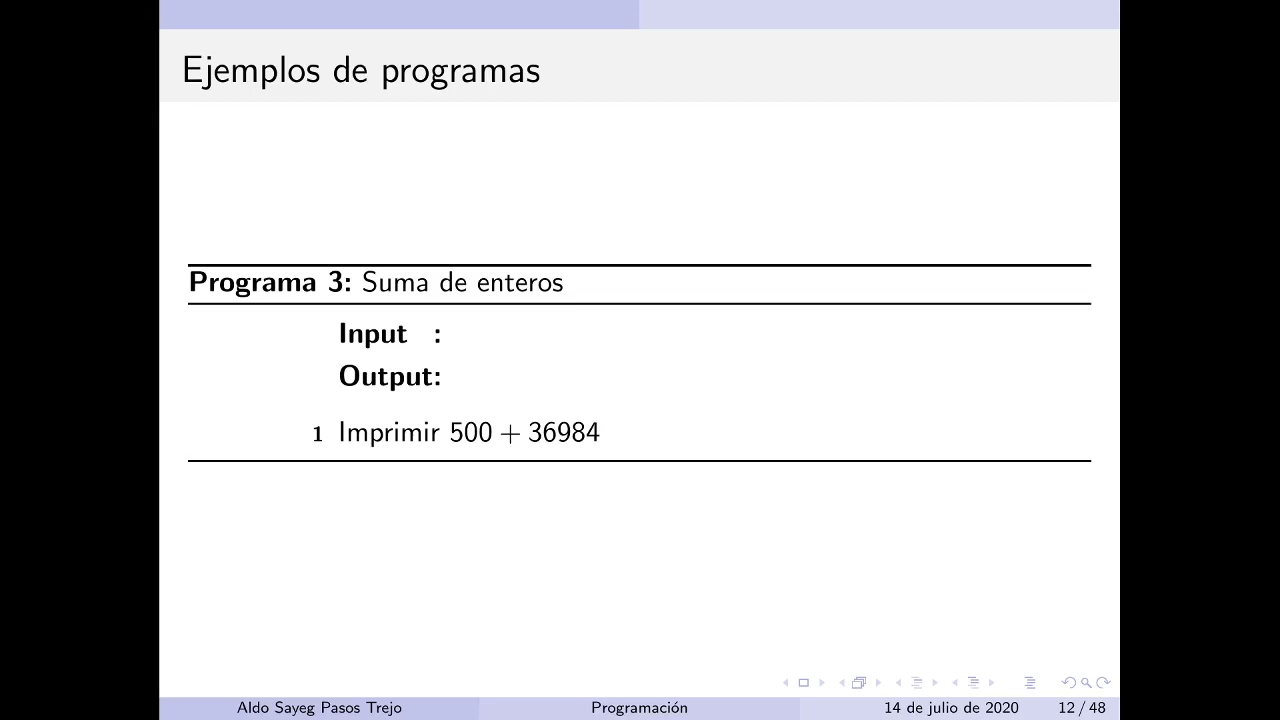 Ejemplos de programas
Programa 3: Suma de enteros
Input :
Output:
1 Imprimir 500 + 36984
Aldo Sayeg Pasos Trejo Programación 14 de julio de 2020 12 / 48